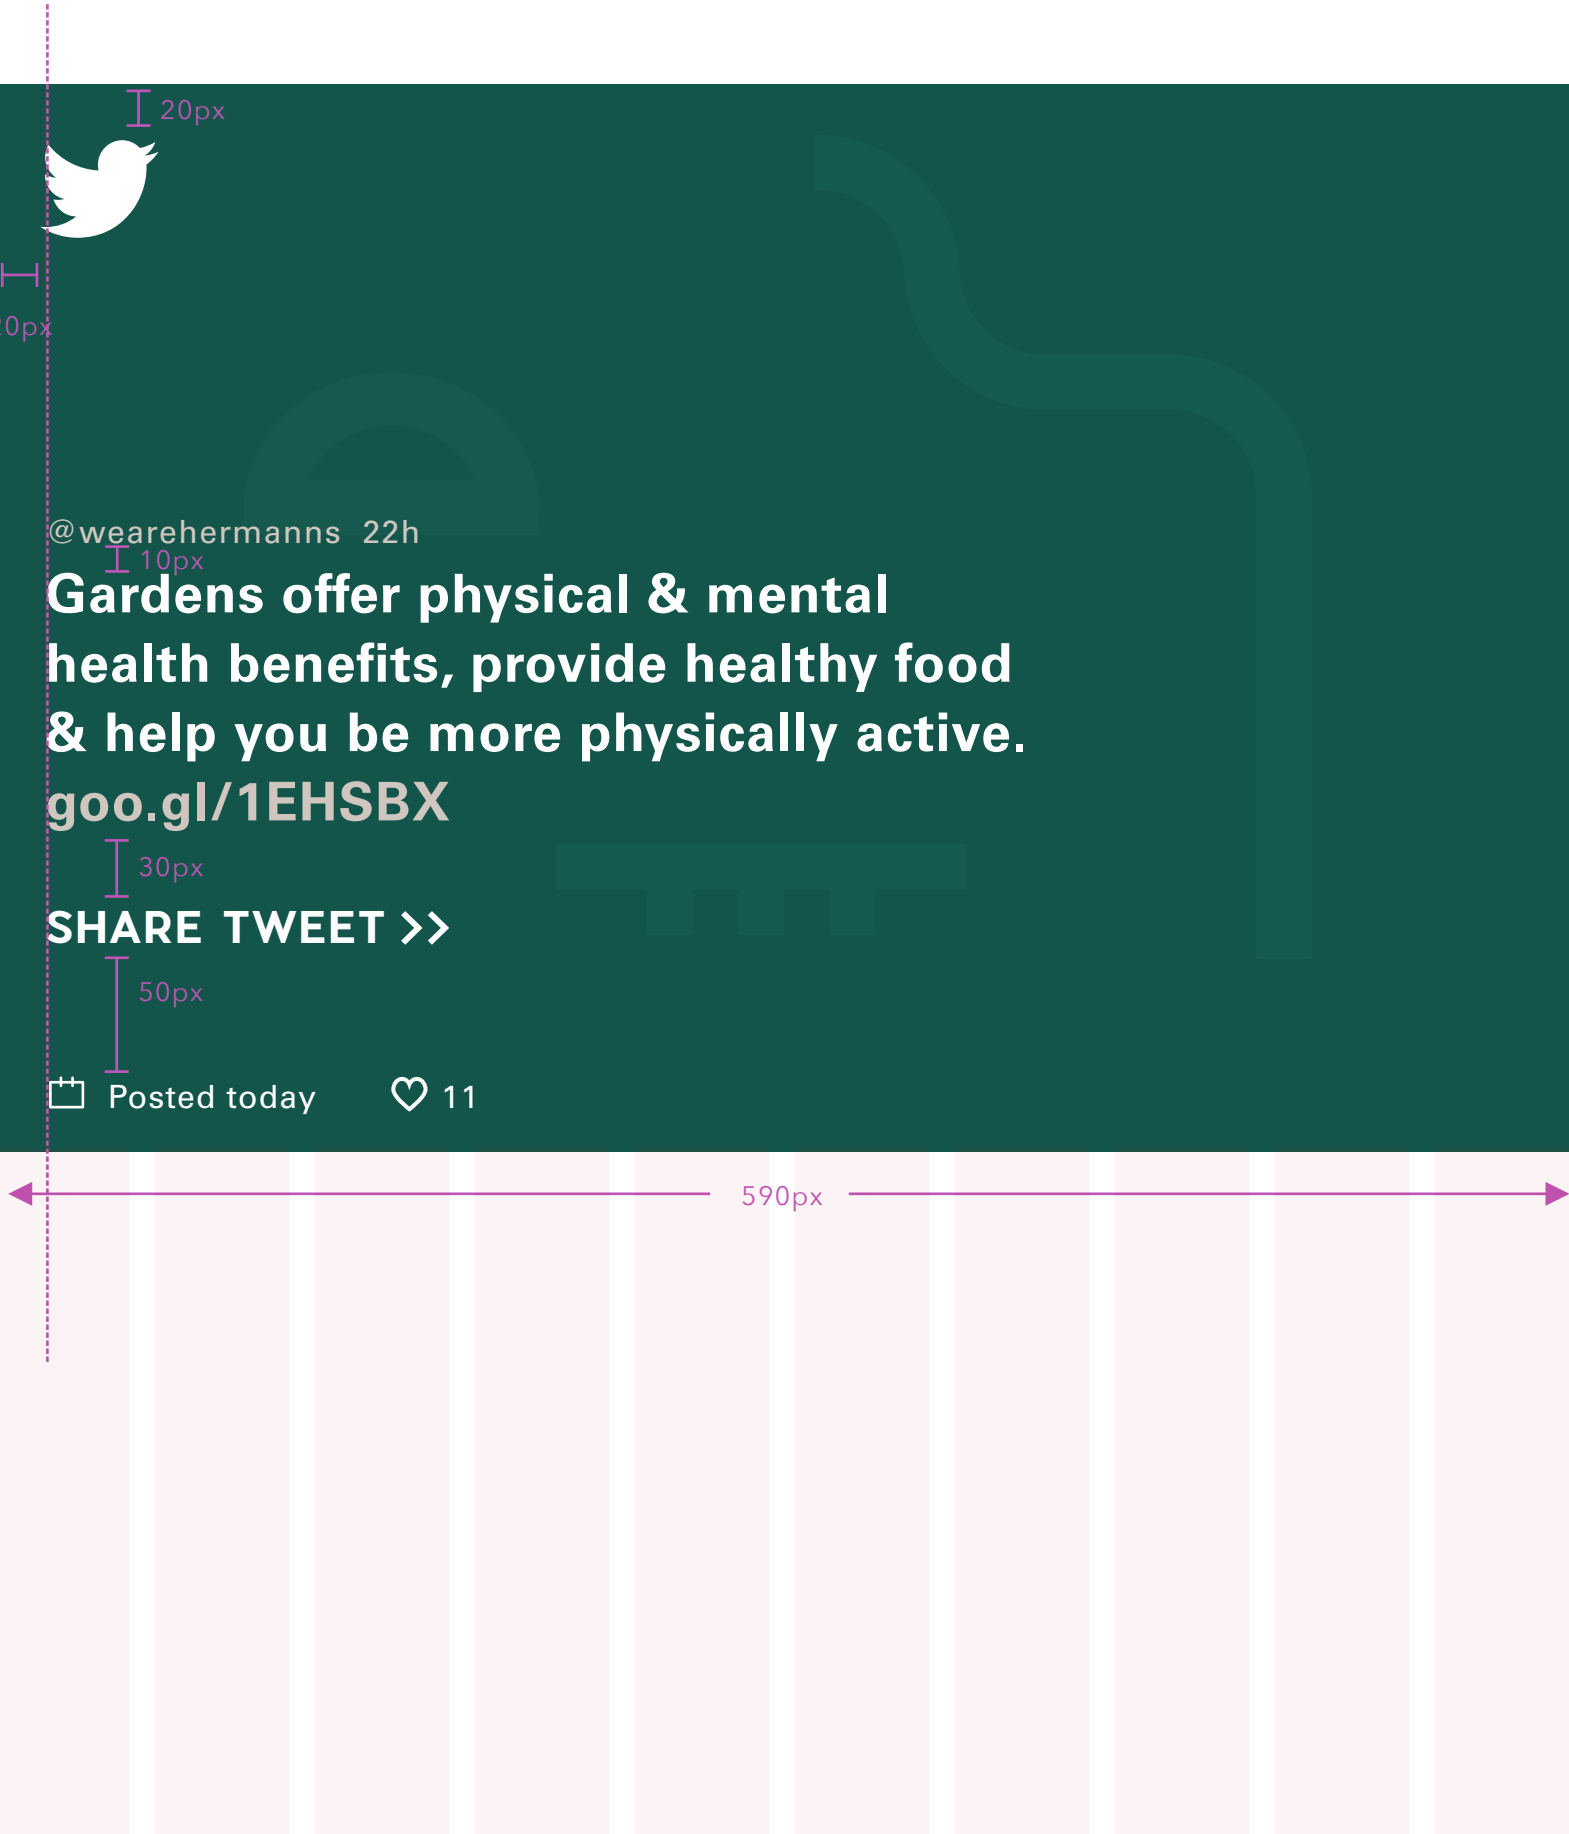 20px
0px
@wearehermanns 22h
10px
Gardens offer physical & mental
health benefits, provide healthy food
& help you be more physically active.
goo.gl/1EHSBX
30px
SHARE TWEET >>
50px
Posted today 11
590px